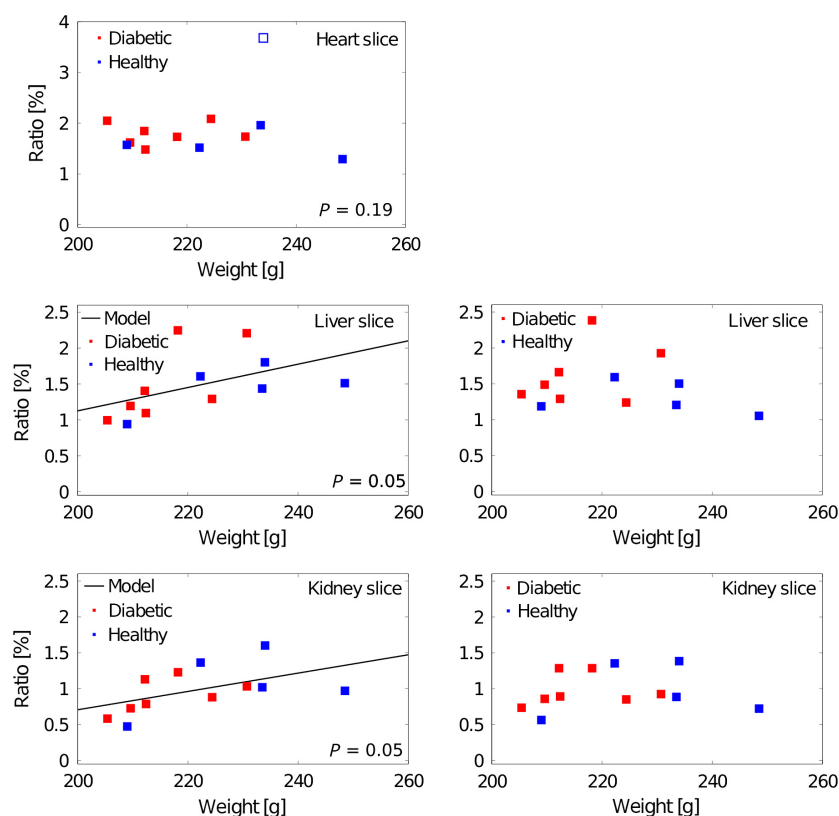 Diabetic
Healthy
Heart slice
Ratio [%]
4
3
2
1
0
P = 0.19
200 220 240 260
Weight [g]
Model
Diabetic
Healthy
Liver slice
Ratio [%]
2.5
2
1.5
1
0.5
0
P = 0.05
200 220 240 260
Weight [g]
Diabetic
Healthy
Liver slice
2.5
2
1.5
1
0.5
0
200 220 240 260
Weight [g]
Model
Diabetic
Healthy
Kidney slice
Ratio [%]
2.5
2
1.5
1
0.5
0
P = 0.05
200 220 240 260
Weight [g]
Diabetic
Healthy
Kidney slice
2.5
2
1.5
1
0.5
0
200 220 240 260
Weight [g]